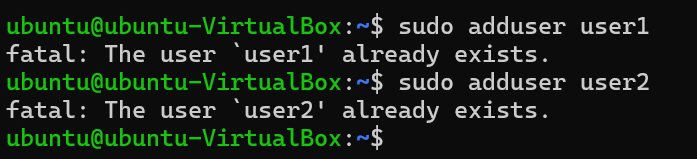 ubuntu@ubuntu-VirtualBox:~$ sudo adduser user1
fatal: The user `user1' already exists.
ubuntu@ubuntu-VirtualBox:~$ sudo adduser user2
fatal: The user `user2' already exists.
ubuntu@ubuntu-VirtualBox:~$